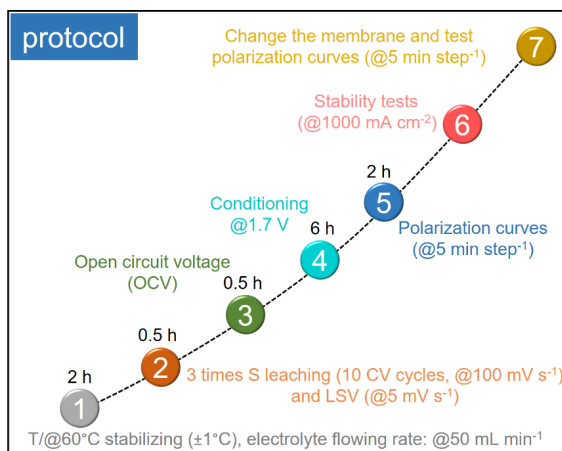 protocol
Change the membrane and test
polarization curves (@5 min step⁻¹)
7
Stability tests
(@1000 mA cm⁻²)
6
2 h
5
Polarization curves
(@5 min step⁻¹)
Conditioning
@1.7 V
6 h
4
Open circuit voltage
(OCV)
0.5 h
3
0.5 h
2
3 times S leaching (10 CV cycles, @100 mV s⁻¹)
and LSV (@5 mV s⁻¹)
2 h
1
T/@60°C stabilizing (±1°C), electrolyte flowing rate: @50 mL min⁻¹